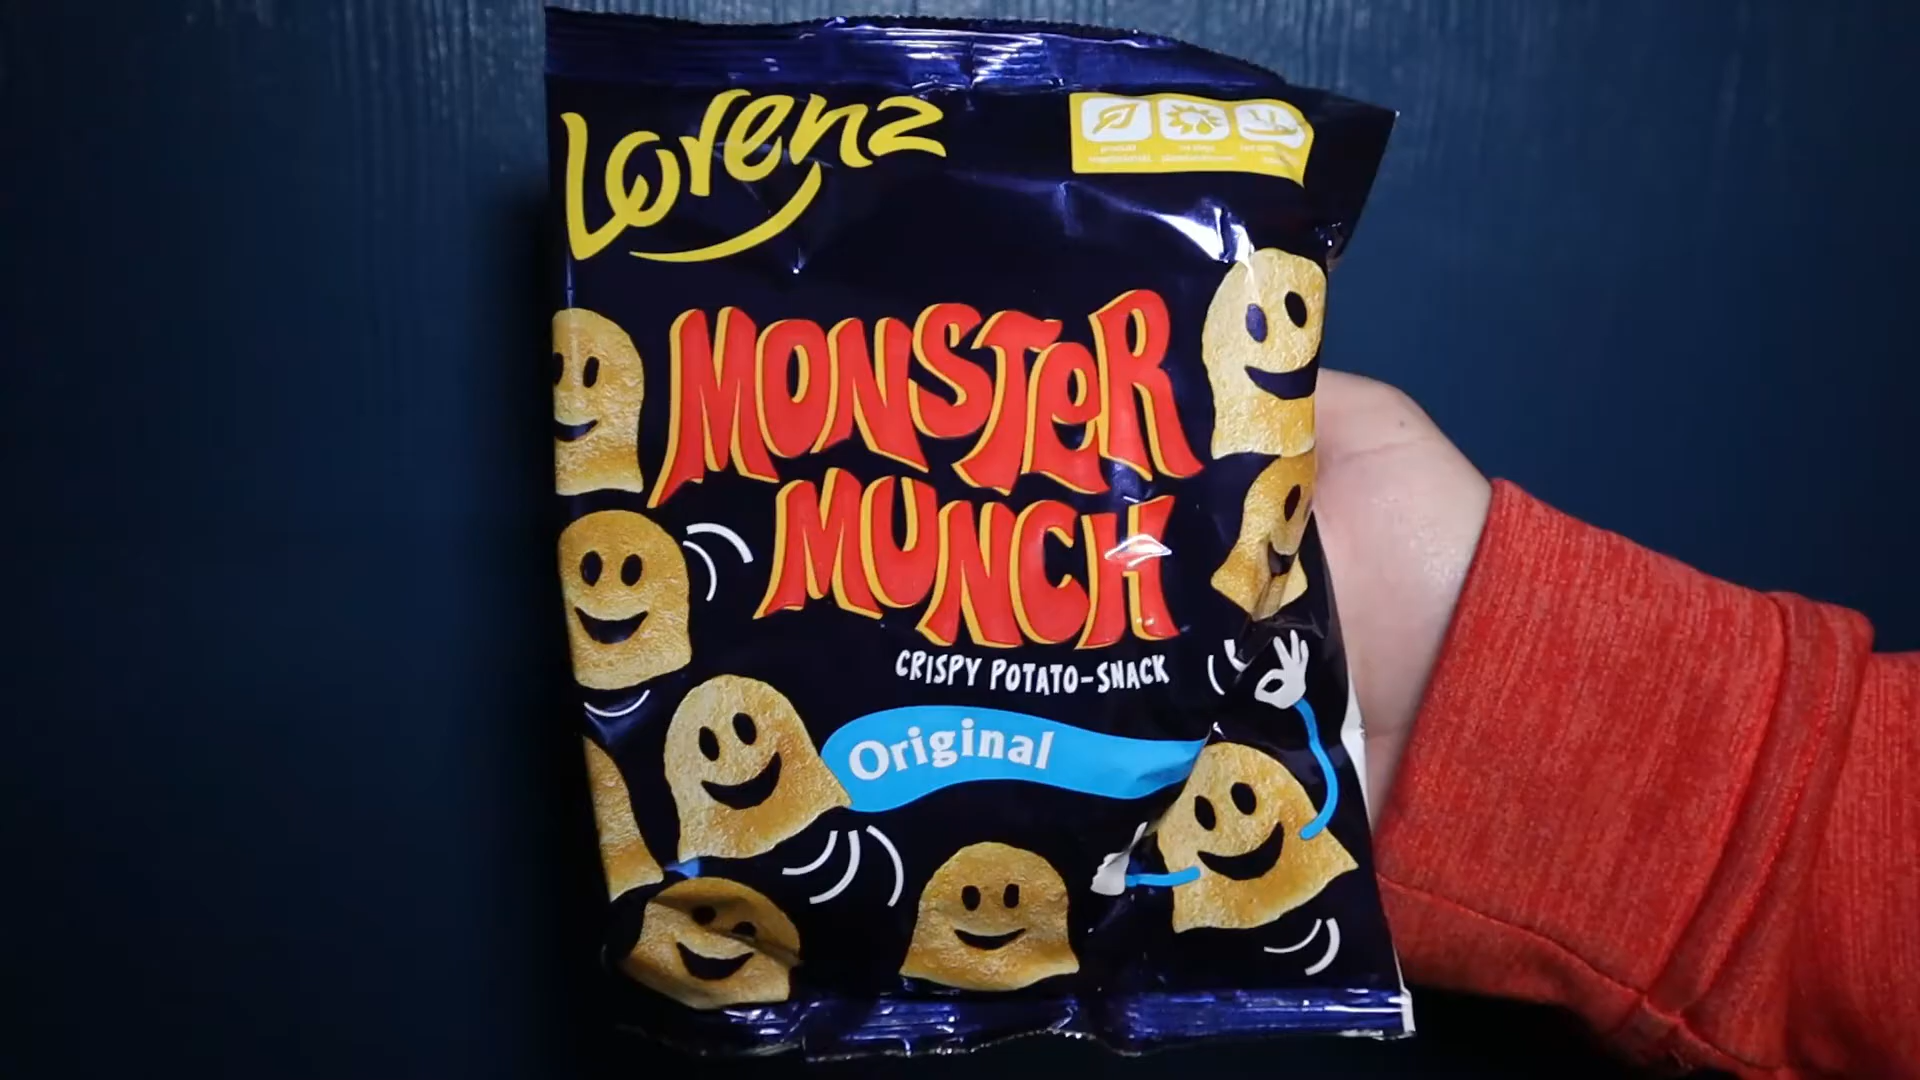 Lorenz
MONSTER
MUNCH
CRISPY POTATO-SNACK
Original